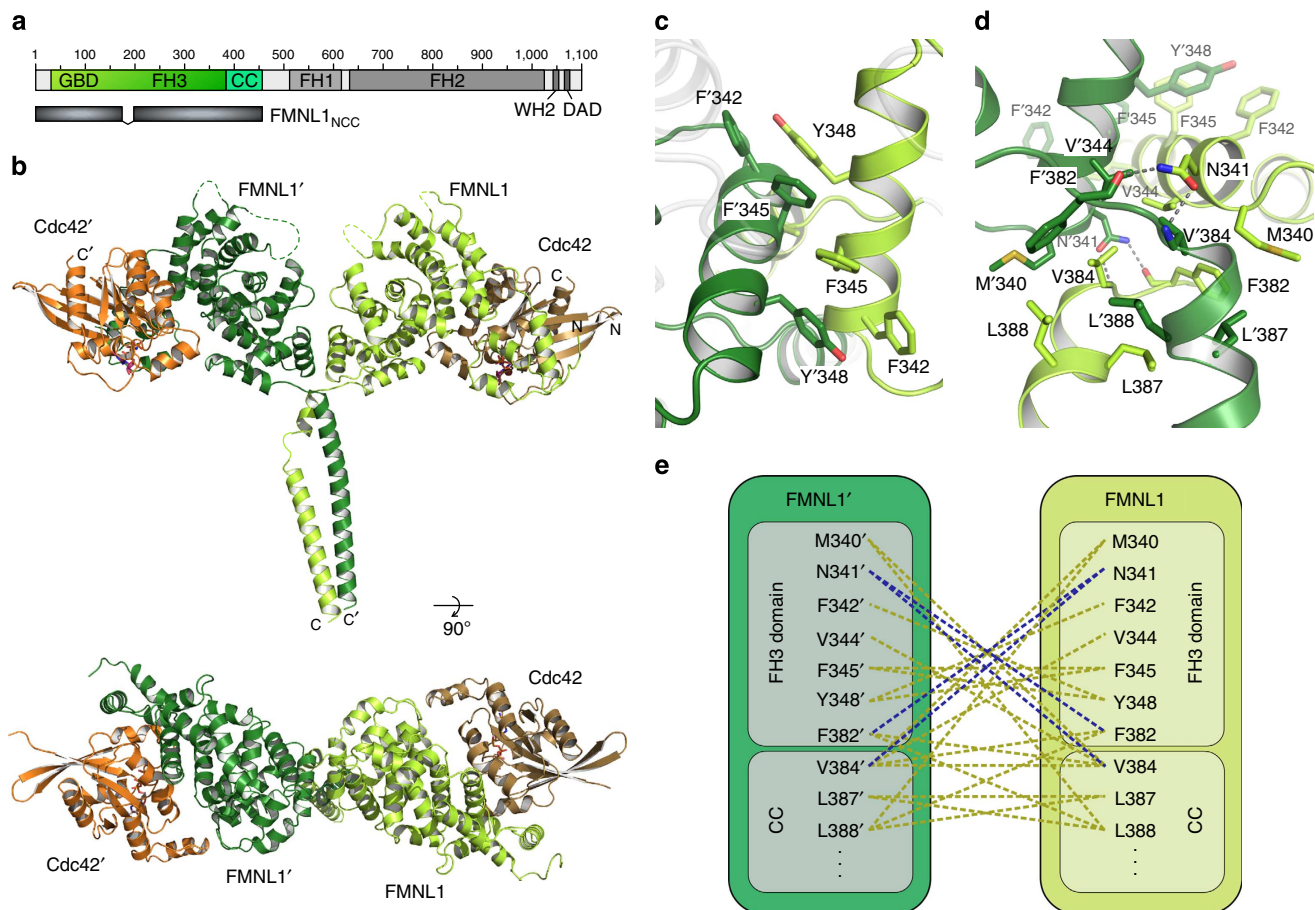 a
1 100 200 300 400 500 600 700 800 900 1,000 1,100
GBD FH3 CC FH1 FH2
WH2 DAD
FMNL1NCC
b
FMNL1′ FMNL1
Cdc42′ Cdc42
C′ C
N N
C C′
90°
Cdc42
Cdc42′
FMNL1′ FMNL1
c
F′342
Y348
F′345
F345
Y′348
F342
d
Y′348
F′342 F′345 F345 F342
V′344
F′382 N341
V344
N′341 V′384 M340
M′340 V384 F382
L388 L′388 L′387
L387
e
FMNL1′ FMNL1
M340′ M340
N341′ N341
F342′ F342
FH3 domain V344′ V344 FH3 domain
F345′ F345
Y348′ Y348
F382′ F382
V384′ V384
CC L387′ L387 CC
L388′ L388
. . . . . .